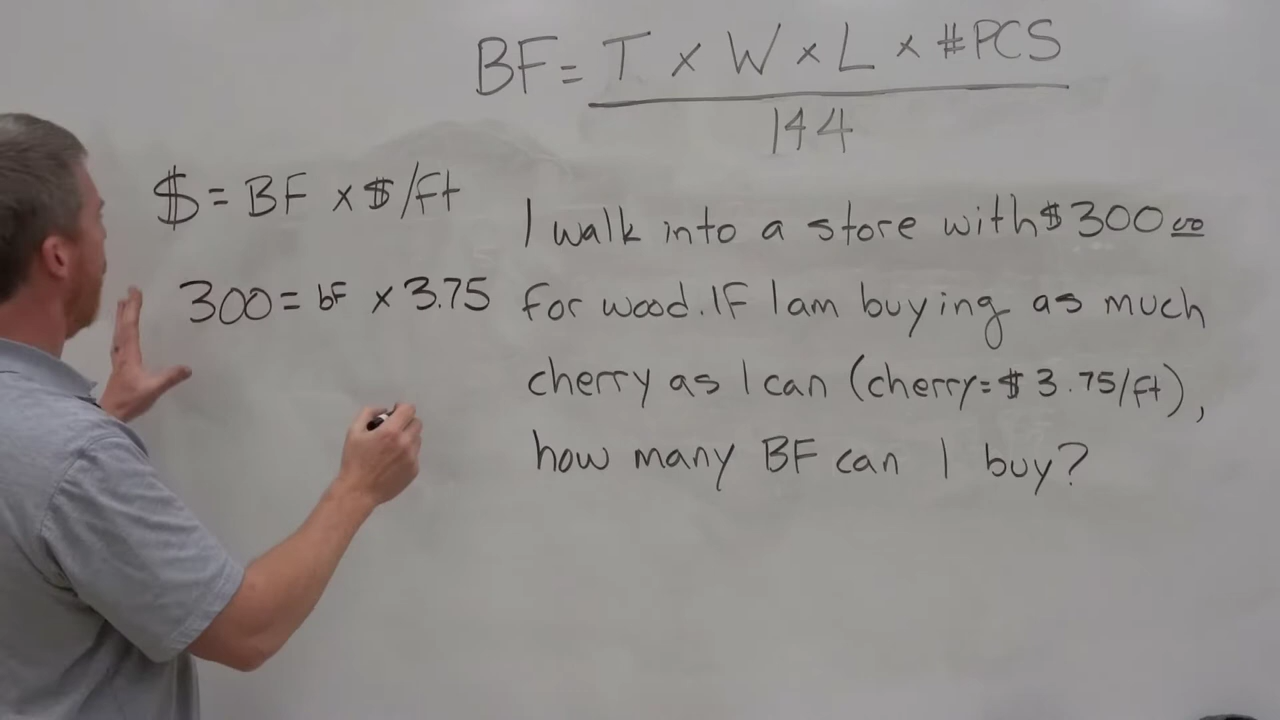 BF = T × W × L × #PCS
144
$ = BF × $/ft
300 = bF × 3.75
I walk into a store with $300 00
for wood. IF I am buying as much
cherry as I can (cherry = $3.75/ft),
how many BF can I buy?